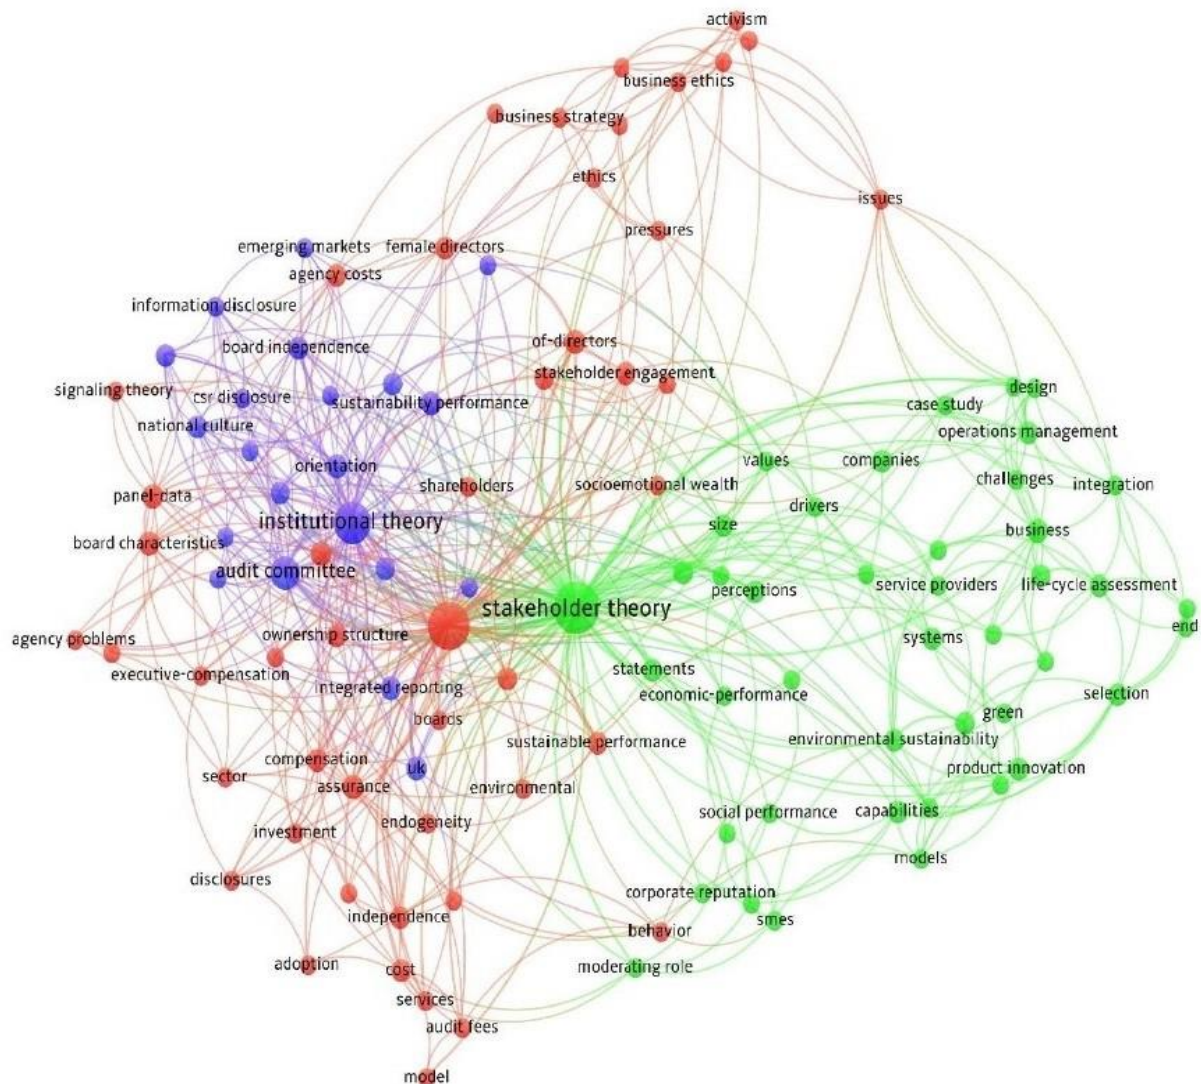 activism
business ethics
business strategy
ethics
issues
pressures
emerging markets
female directors
agency costs
information disclosure
of-directors
board independence
stakeholder engagement
signaling theory
csr disclosure
sustainability performance
national culture
design
case study
operations management
orientation
values
companies
panel-data
shareholders
socioemotional wealth
challenges
integration
drivers
institutional theory
size
business
board characteristics
audit committee
perceptions
service providers
life-cycle assessment
stakeholder theory
agency problems
ownership structure
systems
end
executive-compensation
integrated reporting
statements
economic-performance
selection
boards
green
sustainable performance
environmental sustainability
compensation
uk
product innovation
sector
assurance
environmental
investment
endogeneity
social performance
capabilities
models
disclosures
corporate reputation
independence
smes
behavior
adoption
cost
moderating role
services
audit fees
model